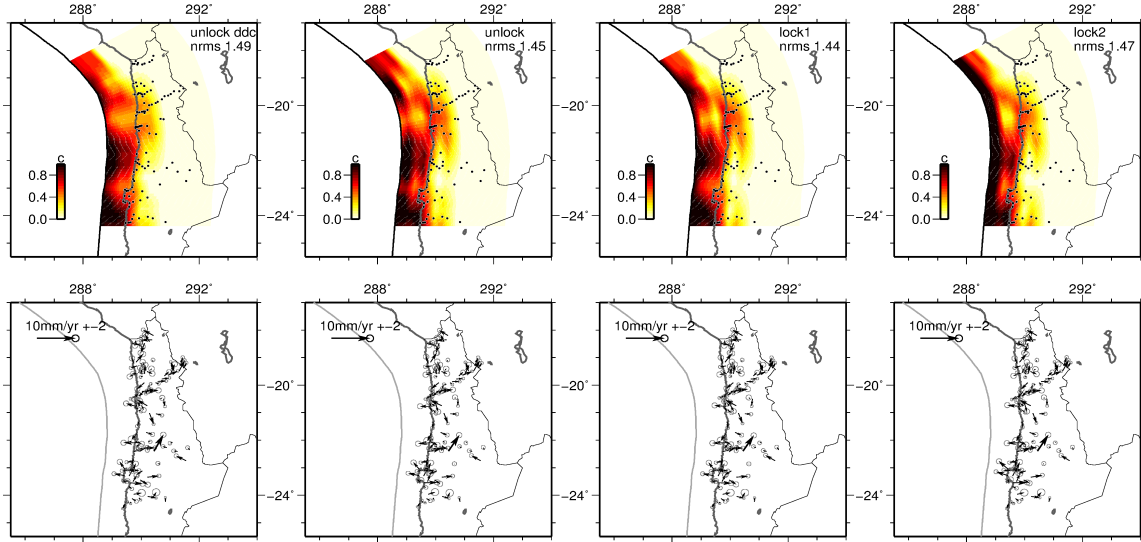 288 292 288 292 288 292 288 292
unlock ddc unlock lock1 lock2
nrms 1.49 nrms 1.45 nrms 1.44 nrms 1.47
−20˚ −20˚ −20˚
c c c c
0.8 0.8 0.8 0.8
0.4 0.4 0.4 0.4
0.0 0.0 0.0 0.0
−24˚ −24˚ −24˚
288 292 288 292 288 292 288 292
10mm/yr +−2 10mm/yr +−2 10mm/yr +−2 10mm/yr +−2
−20˚ −20˚ −20˚
−24˚ −24˚ −24˚